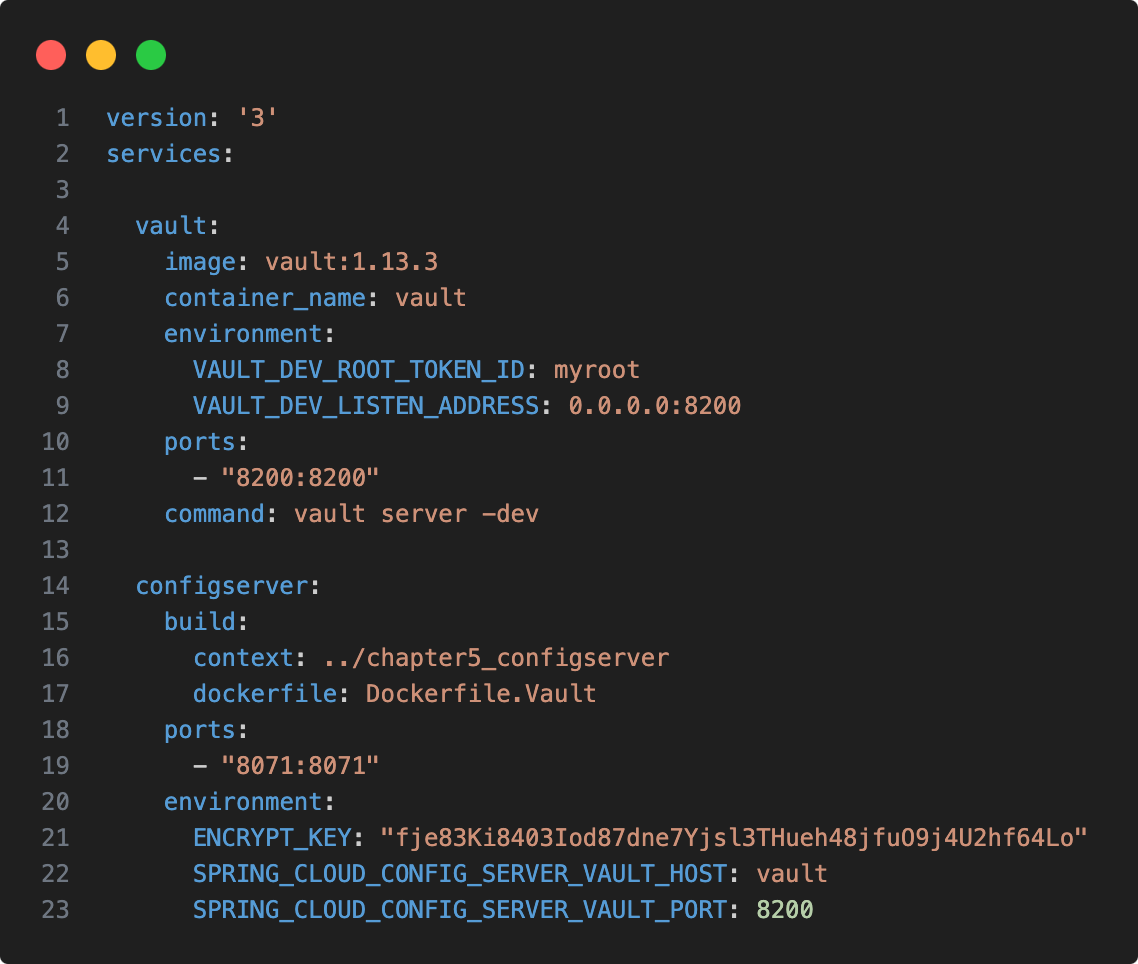 1 version: '3'
2 services:
3
4   vault:
5     image: vault:1.13.3
6     container_name: vault
7     environment:
8       VAULT_DEV_ROOT_TOKEN_ID: myroot
9       VAULT_DEV_LISTEN_ADDRESS: 0.0.0.0:8200
10     ports:
11       - "8200:8200"
12     command: vault server -dev
13
14   configserver:
15     build:
16       context: ../chapter5_configserver
17       dockerfile: Dockerfile.Vault
18     ports:
19       - "8071:8071"
20     environment:
21       ENCRYPT_KEY: "fje83Ki8403Iod87dne7Yjsl3THueh48jfuO9j4U2hf64Lo"
22       SPRING_CLOUD_CONFIG_SERVER_VAULT_HOST: vault
23       SPRING_CLOUD_CONFIG_SERVER_VAULT_PORT: 8200